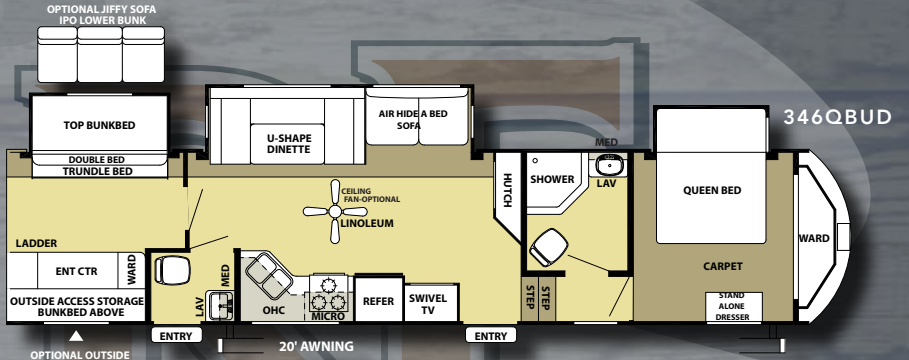 OPTIONAL JIFFY SOFA
IPO LOWER BUNK
TOP BUNKBED
DOUBLE BED
TRUNDLE BED
U-SHAPE
DINETTE
AIR HIDE A BED
SOFA
MED
346QBUD
SHOWER
LAV
QUEEN BED
HUTCH
CEILING
FAN-OPTIONAL
LINOLEUM
LADDER
ENT CTR
WARD
MED
LAV
OUTSIDE ACCESS STORAGE
BUNKBED ABOVE
OHC
MICRO
REFER
SWIVEL
TV
STEP
STEP
CARPET
STAND
ALONE
DRESSER
WARD
ENTRY
ENTRY
20' AWNING
OPTIONAL OUTSIDE